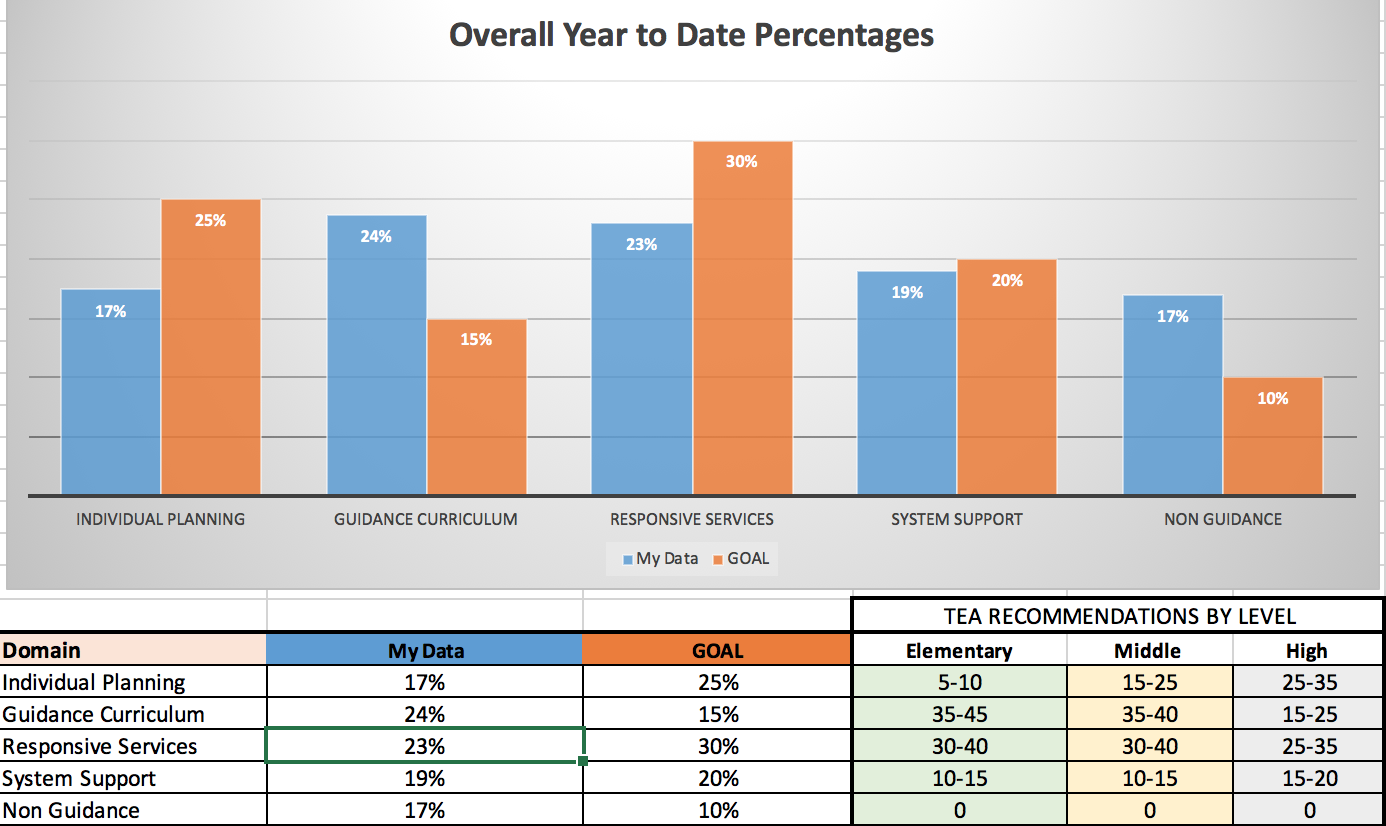 Overall Year to Date Percentages
17% 25% 24% 15% 23% 30% 19% 20% 17% 10%
INDIVIDUAL PLANNING GUIDANCE CURRICULUM RESPONSIVE SERVICES SYSTEM SUPPORT NON GUIDANCE
My Data GOAL
TEA RECOMMENDATIONS BY LEVEL
Domain My Data GOAL Elementary Middle High
Individual Planning 17% 25% 5-10 15-25 25-35
Guidance Curriculum 24% 15% 35-45 35-40 15-25
Responsive Services 23% 30% 30-40 30-40 25-35
System Support 19% 20% 10-15 10-15 15-20
Non Guidance 17% 10% 0 0 0